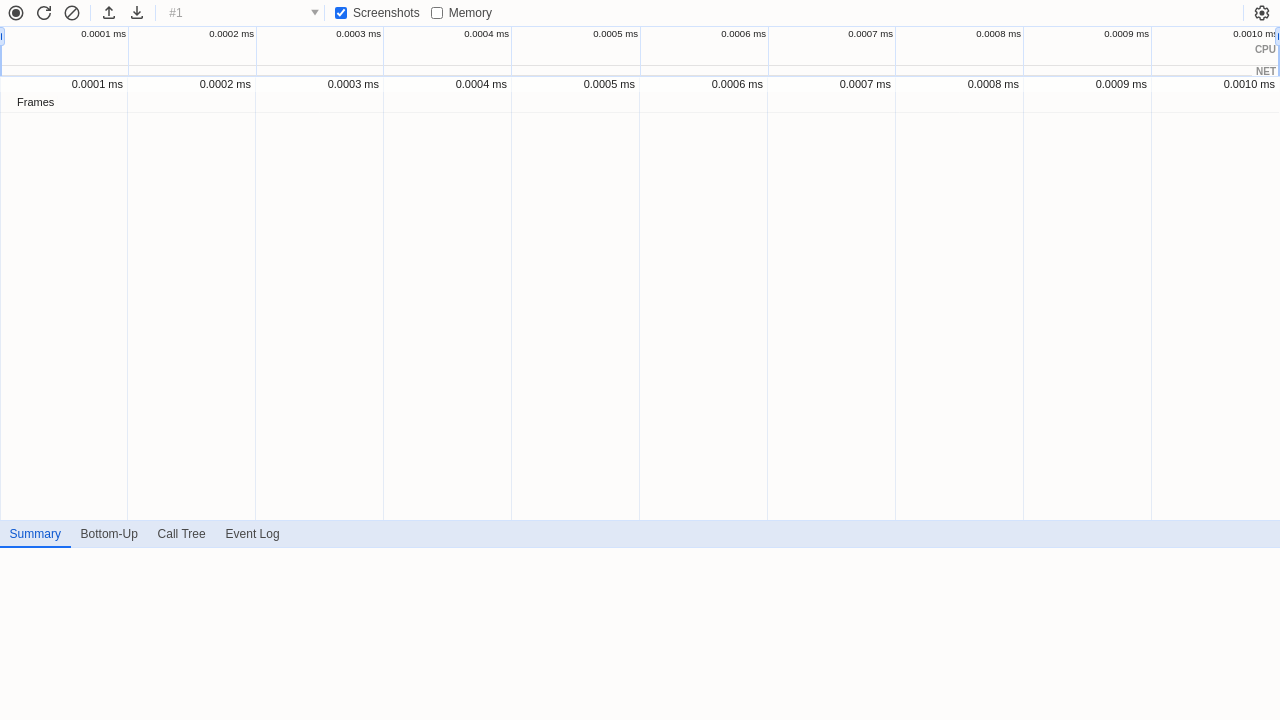 #1 Screenshots Memory
0.0001 ms 0.0002 ms 0.0003 ms 0.0004 ms 0.0005 ms 0.0006 ms 0.0007 ms 0.0008 ms 0.0009 ms 0.0010 ms
CPU
NET
0.0001 ms 0.0002 ms 0.0003 ms 0.0004 ms 0.0005 ms 0.0006 ms 0.0007 ms 0.0008 ms 0.0009 ms 0.0010 ms
Frames
Summary Bottom-Up Call Tree Event Log